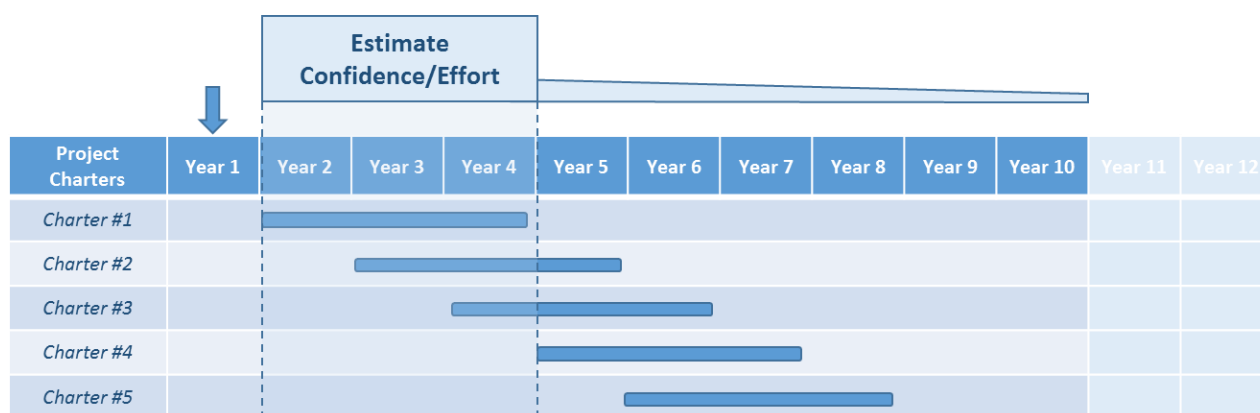 Estimate
Confidence/Effort
Project
Charters
Year 1
Year 2
Year 3
Year 4
Year 5
Year 6
Year 7
Year 8
Year 9
Year 10
Year 11
Year 12
Charter #1
Charter #2
Charter #3
Charter #4
Charter #5